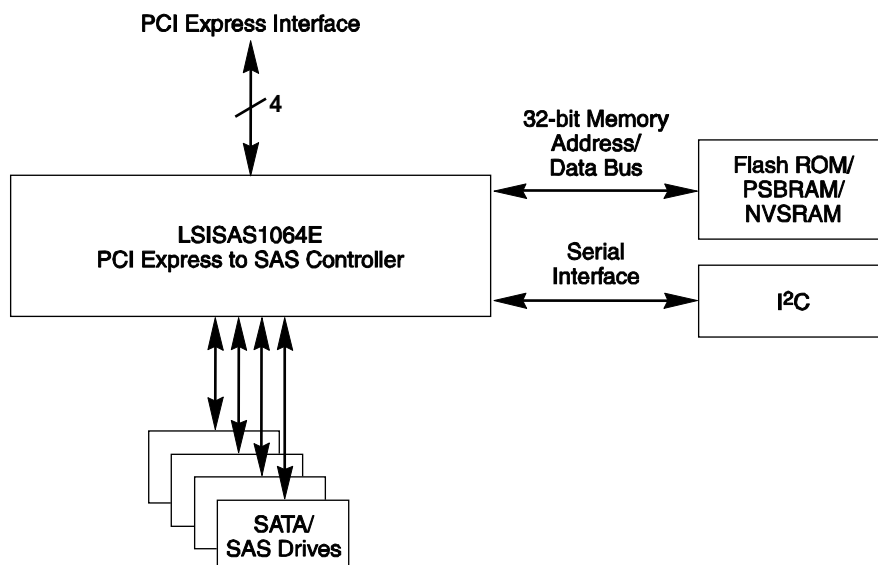 PCI Express Interface
4
32-bit Memory
Address/
Data Bus
Flash ROM/
PSBRAM/
NVSRAM
LSISAS1064E
PCI Express to SAS Controller
Serial
Interface
I²C
SATA/
SAS Drives